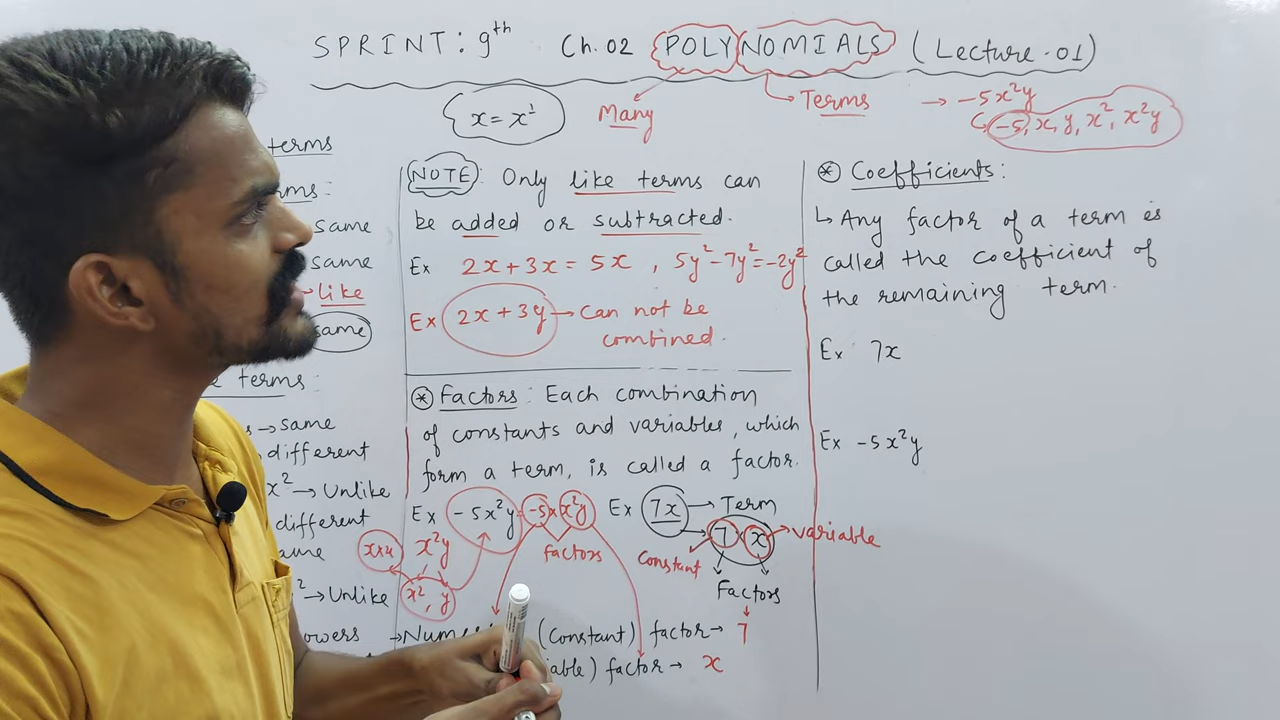 SPRINT: 9th Ch. 02 POLYNOMIALS (Lecture-01)
x = x¹ Many Terms → -5x²y
-5, x, y, x², x²y
terms
same
same
like
same
terms:
→ same
different
x² → Unlike
different
→ Unlike
NOTE: Only like terms can
be added or subtracted.
Ex 2x+3x = 5x , 5y²-7y²=-2y²
Ex 2x+3y → Can not be
combined.
* Factors: Each combination
of constants and variables, which
form a term, is called a factor.
Ex -5x²y = -5 × x²y Ex 7x → Term
x²y factors → 7 x → variable
x², y Constant
Factors
(Constant) factor → 7
factor → x
* Coefficients:
↳ Any factor of a term is
called the coefficient of
the remaining term.
Ex 7x
Ex -5x²y